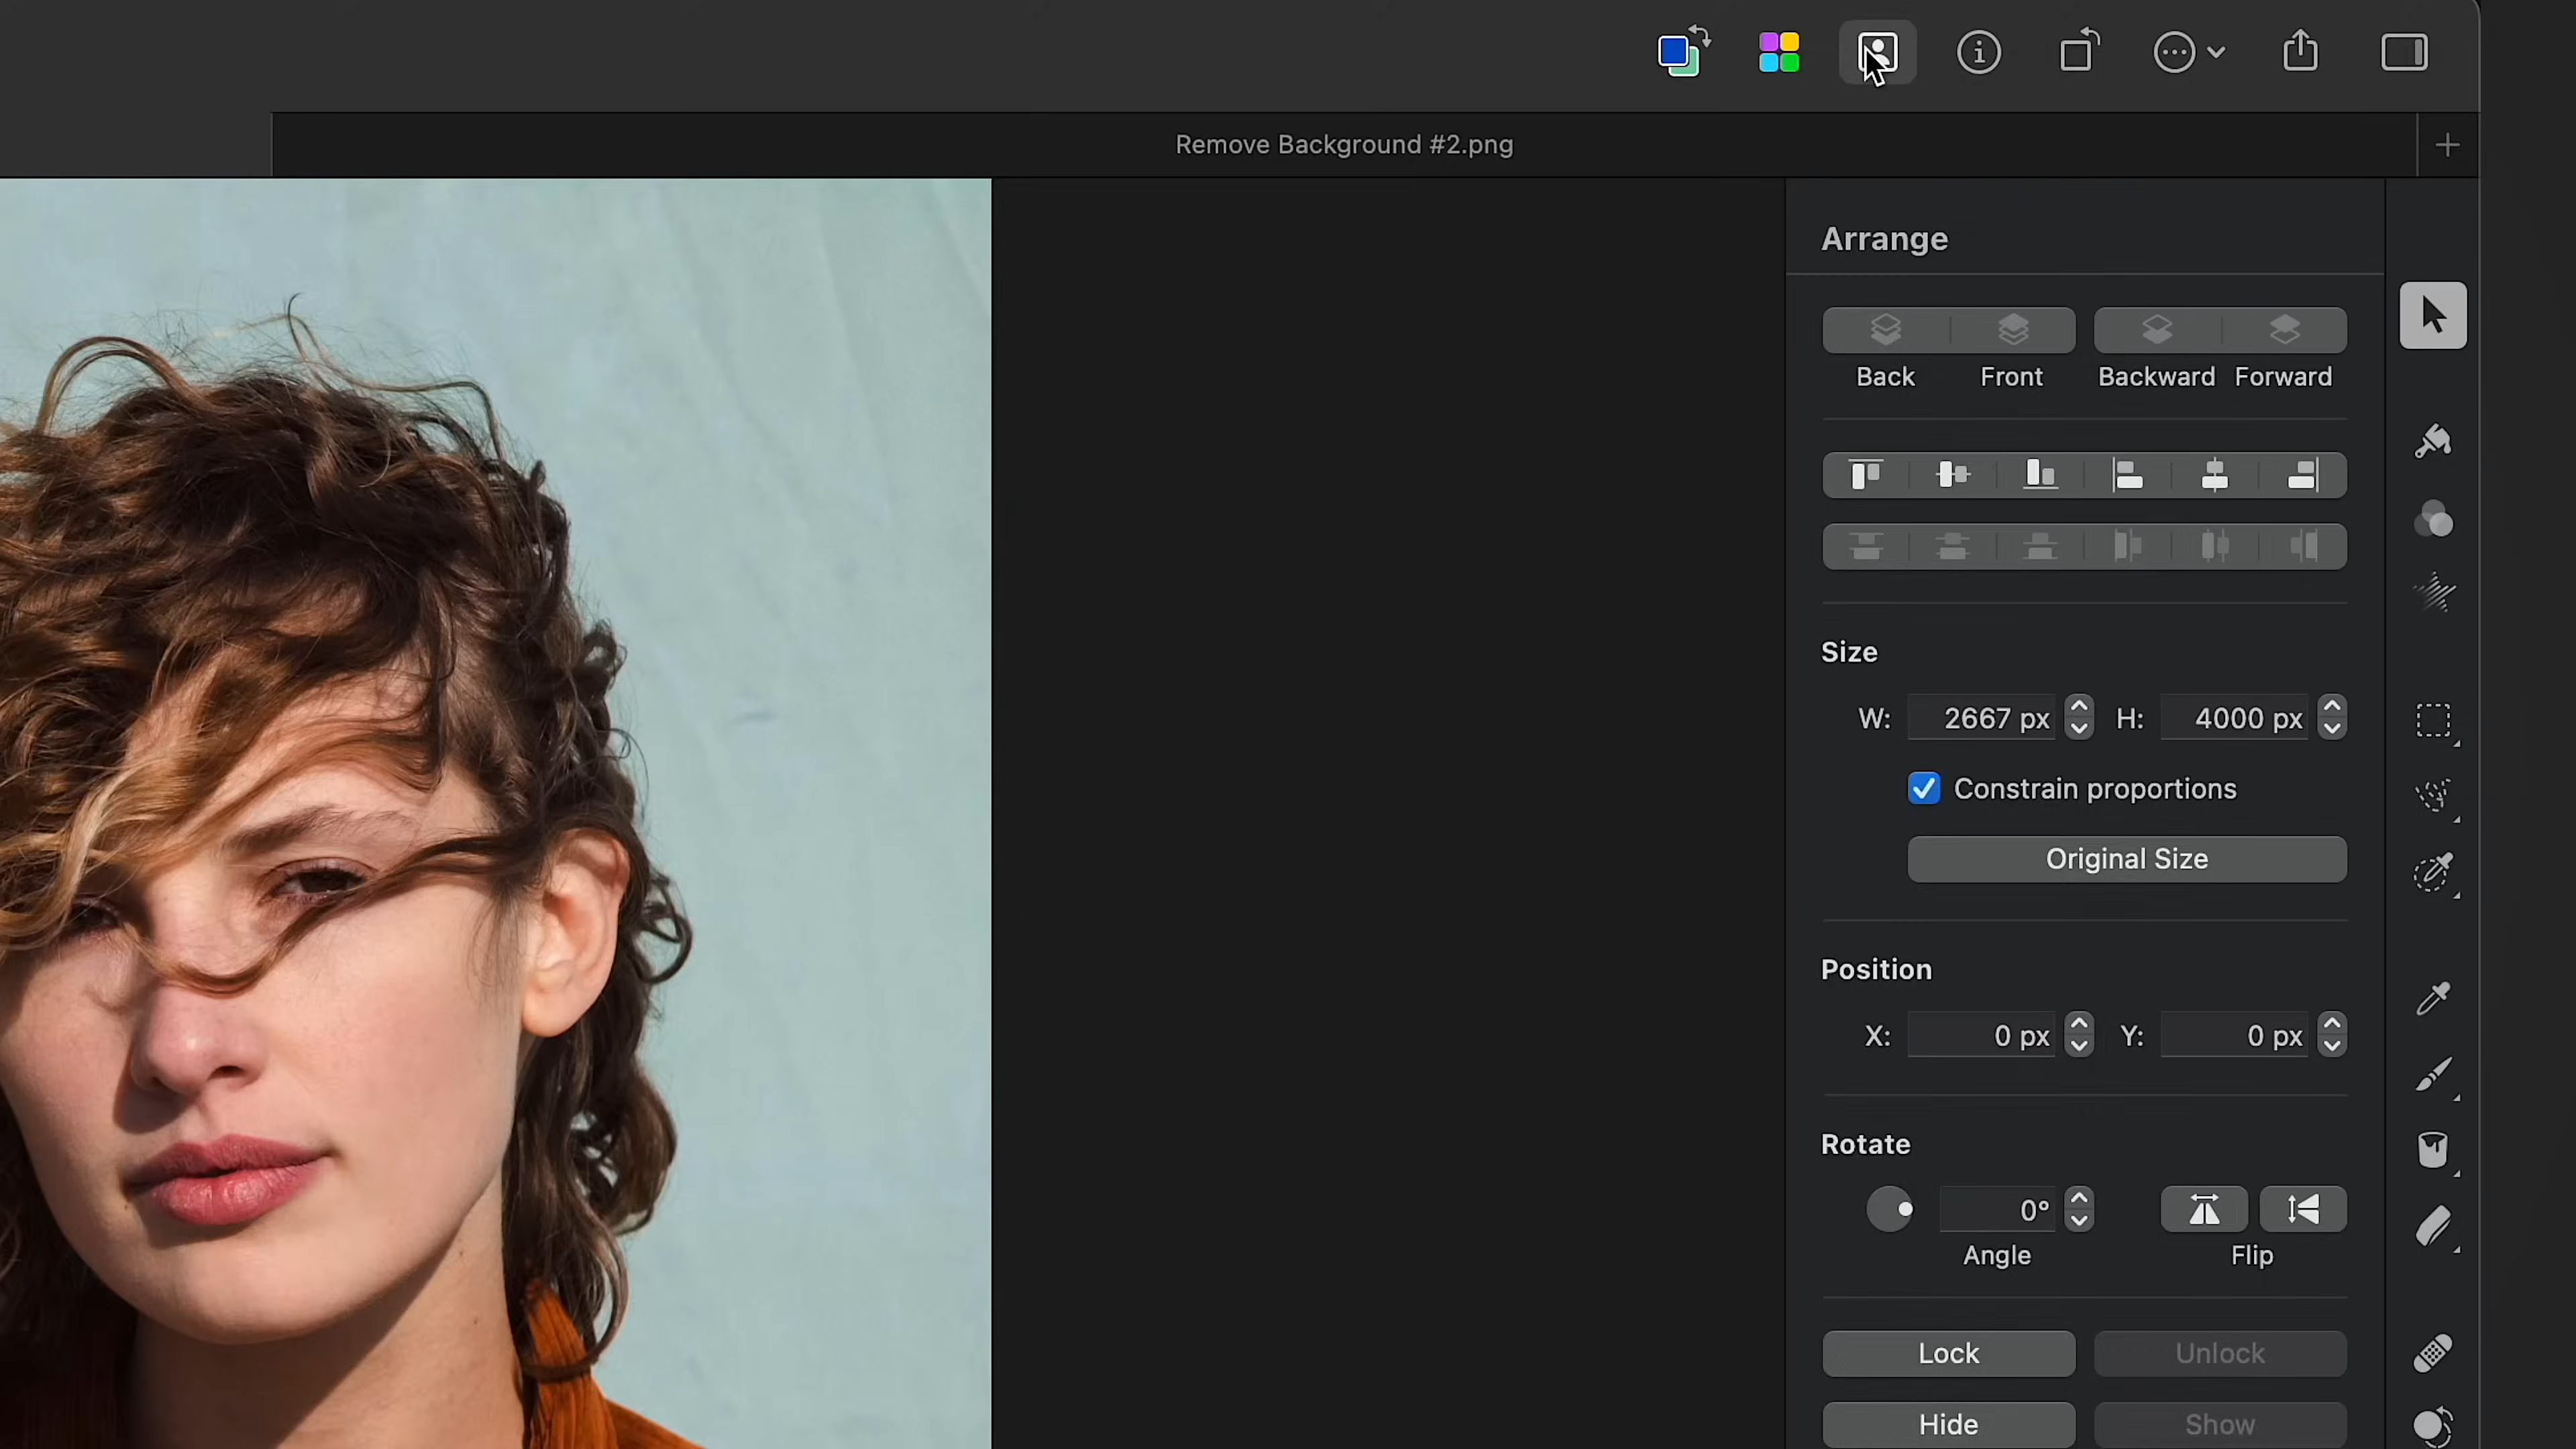 Remove Background #2.png
Arrange
Back Front Backward Forward
Size
W: 2667 px H: 4000 px
Constrain proportions
Original Size
Position
X: 0 px Y: 0 px
Rotate
0°
Angle Flip
Lock Unlock
Hide Show